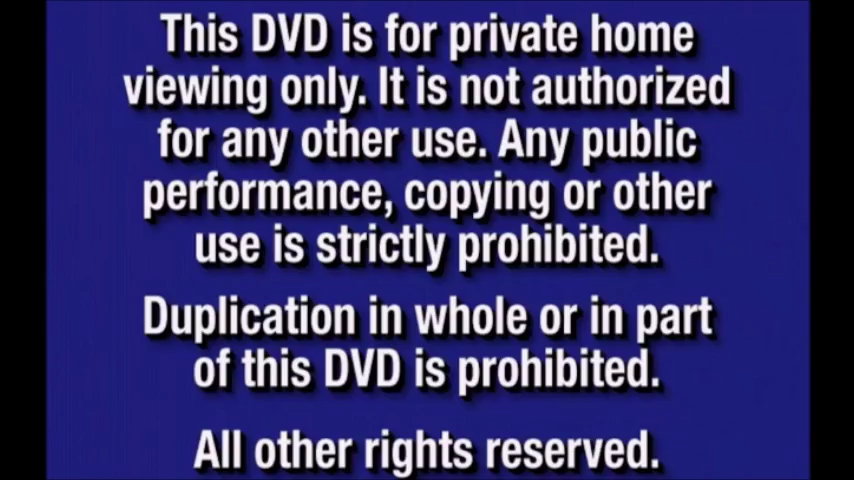 This DVD is for private home
viewing only. It is not authorized
for any other use. Any public
performance, copying or other
use is strictly prohibited.
Duplication in whole or in part
of this DVD is prohibited.
All other rights reserved.